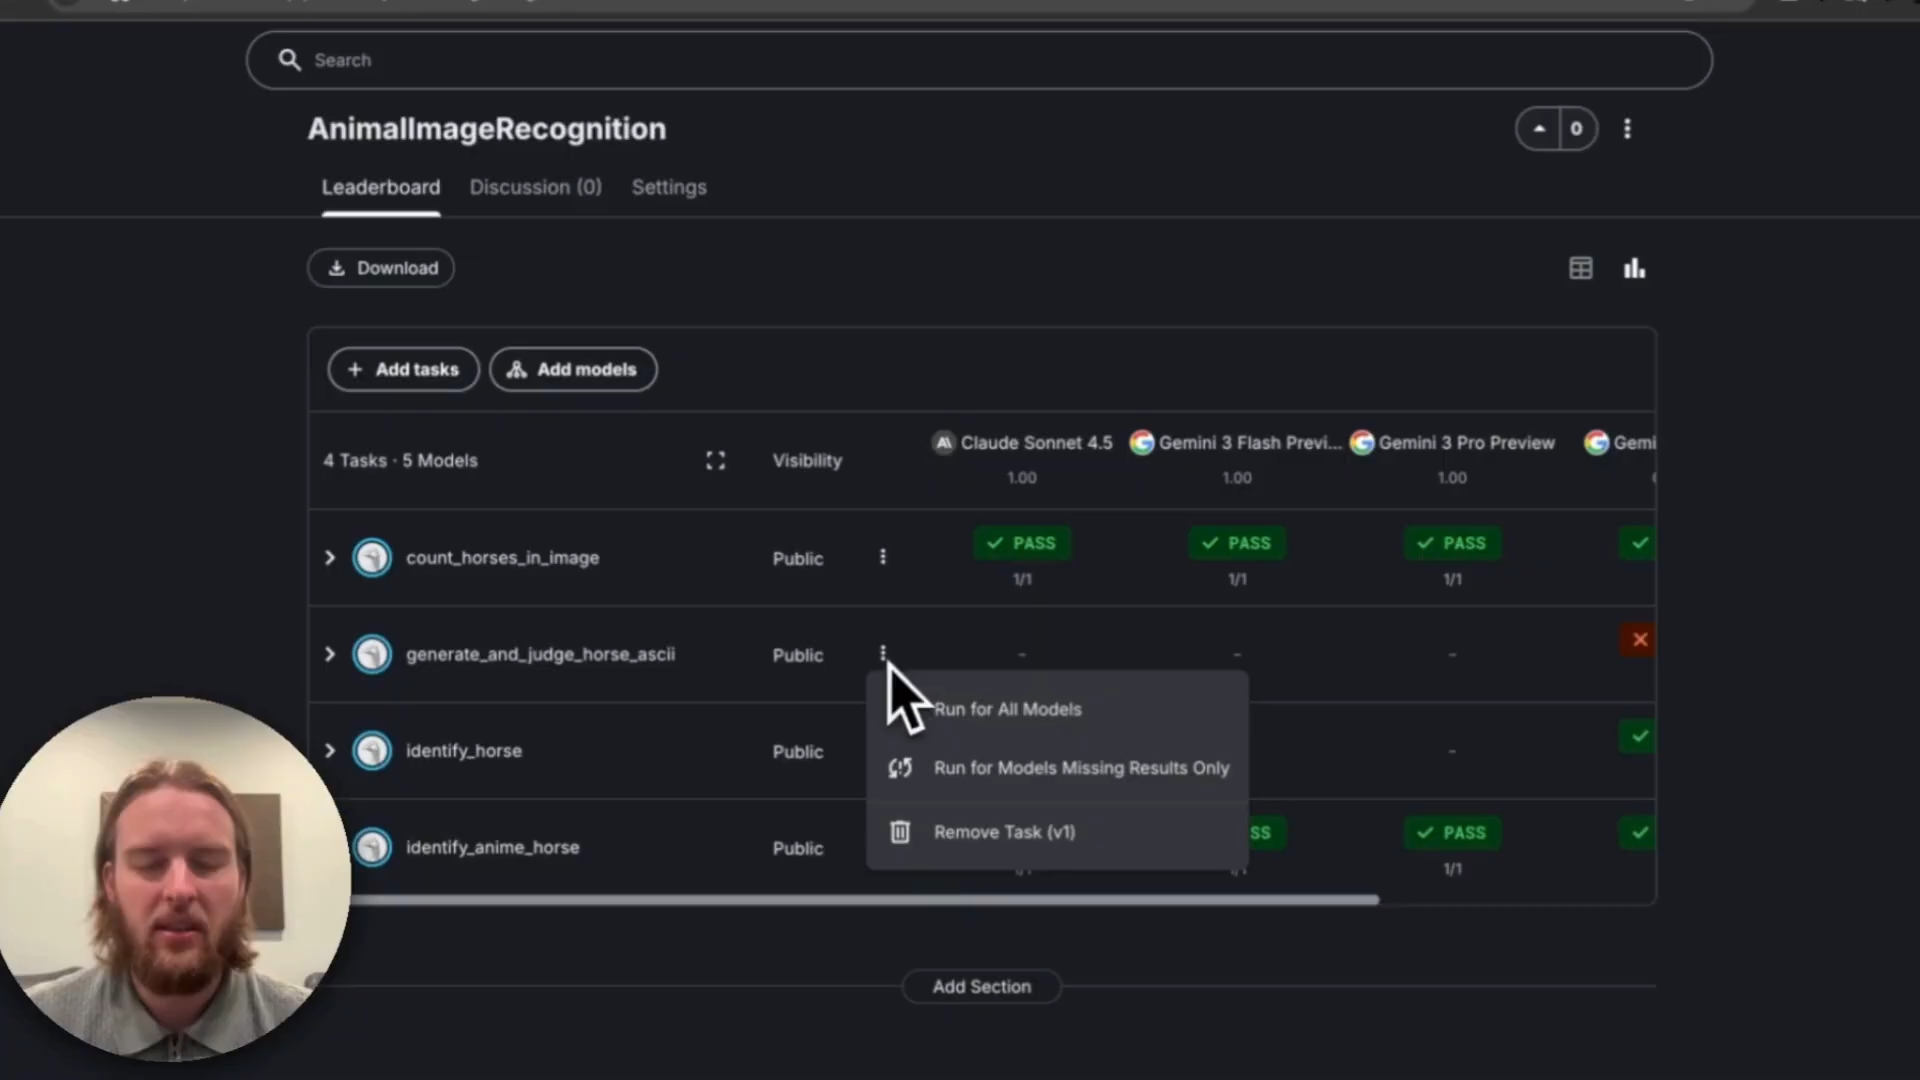 Search
AnimalImageRecognition
0
Leaderboard Discussion (0) Settings
Download
Add tasks Add models
4 Tasks · 5 Models Visibility Claude Sonnet 4.5 Gemini 3 Flash Previ... Gemini 3 Pro Preview Gemi
1.00 1.00 1.00
count_horses_in_image Public PASS PASS PASS
1/1 1/1 1/1
generate_and_judge_horse_ascii Public - - -
Run for All Models
identify_horse Public -
Run for Models Missing Results Only
Remove Task (v1)
identify_anime_horse Public SS PASS
1/1
Add Section